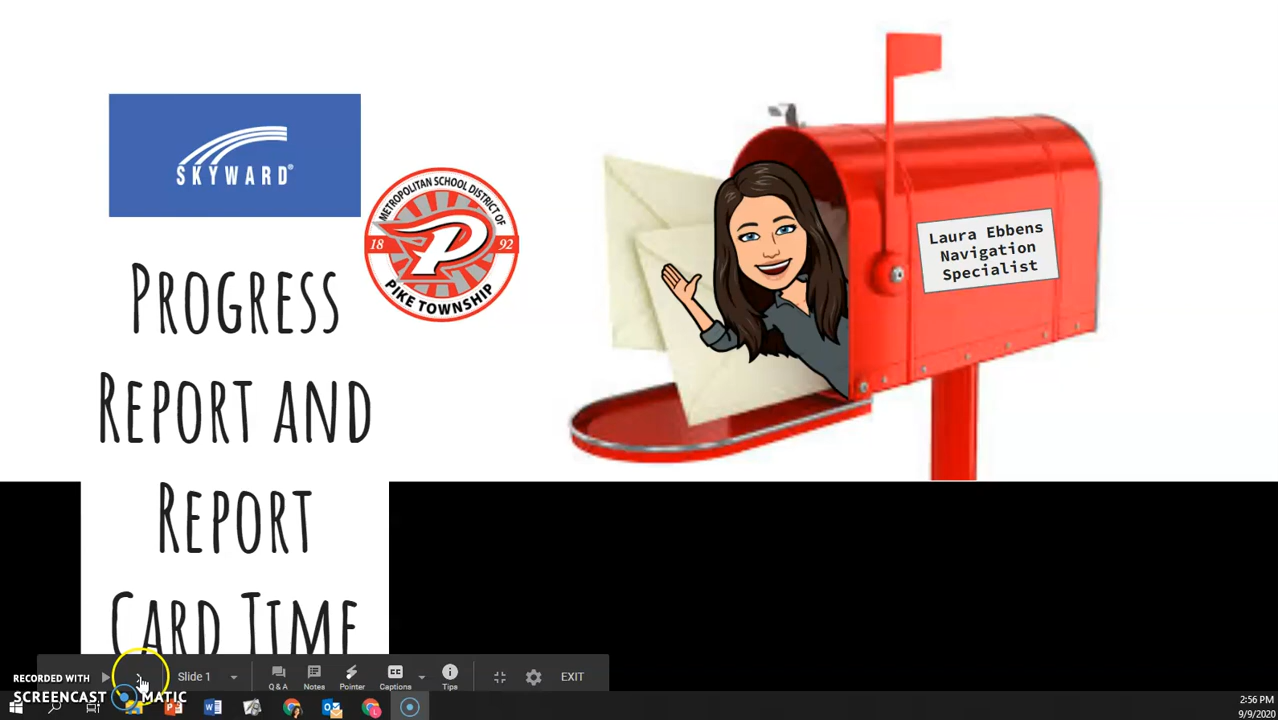 SKYWARD®
METROPOLITAN SCHOOL DISTRICT OF
18 P 92
PIKE TOWNSHIP
PROGRESS
REPORT AND
REPORT
CARD TIME
Laura Ebbens
Navigation
Specialist
Slide 1
Q & A
Notes
Pointer
Captions
Tips
EXIT
RECORDED WITH
SCREENCAST MATIC
2:56 PM
9/9/2020